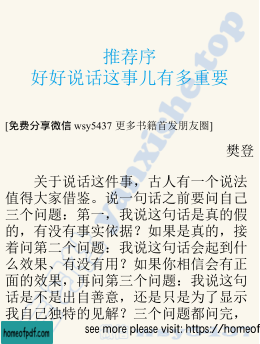 推荐序
好好说话这事儿有多重要
[免费分享微信 wsy5437 更多书籍首发朋友圈]
樊登
关于说话这件事，古人有一个说法
值得大家借鉴。说一句话之前要问自己
三个问题：第一，我说这句话是真的假
的，有没有事实依据？如果是真的，接
着问第二个问题：我说这句话会起到什
么效果，有没有用？如果你相信会有正
面的效果，再问第三个问题：我说这句
话是不是出自善意，还是只是为了显示
我自己独特的见解？三个问题都问完，
homeofpdf.com
see more please visit: https://homeof